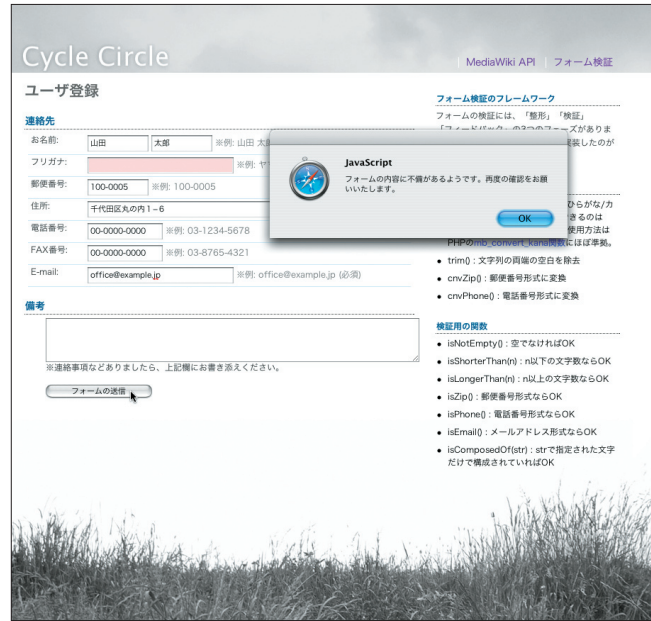 Cycle Circle
MediaWiki API
フォーム検証
ユーザ登録
連絡先
お名前:
山田
太郎
※例: 山田 太
フリガナ:
※例: ヤ
郵便番号:
100-0005
※例: 100-0005
住所:
千代田区丸の内1−6
電話番号:
00-0000-0000
※例: 03-1234-5678
FAX番号:
00-0000-0000
※例: 03-8765-4321
E-mail:
office@example.jp
※例: office@example.jp (必須)
備考
※連絡事項などありましたら、上記欄にお書き添えください。
フォームの送信
JavaScript
フォームの内容に不備があるようです。再度の確認をお願
いいたします。
OK
フォーム検証のフレームワーク
フォームの検証には、「整形」「検証」
「フィードバック」の3つのフェーズがありま
実装したのが
ひらがな/カ
きるのは
使用方法は
PHPのmb_convert_kana関数にほぼ準拠。
• trim() : 文字列の両端の空白を除去
• cnvZip() : 郵便番号形式に変換
• cnvPhone() : 電話番号形式に変換
検証用の関数
• isNotEmpty() : 空でなければOK
• isShorterThan(n) : n以下の文字数ならOK
• isLongerThan(n) : n以上の文字数ならOK
• isZip() : 郵便番号形式ならOK
• isPhone() : 電話番号形式ならOK
• isEmail() : メールアドレス形式ならOK
• isComposedOf(str) : strで指定された文字
だけで構成されていればOK